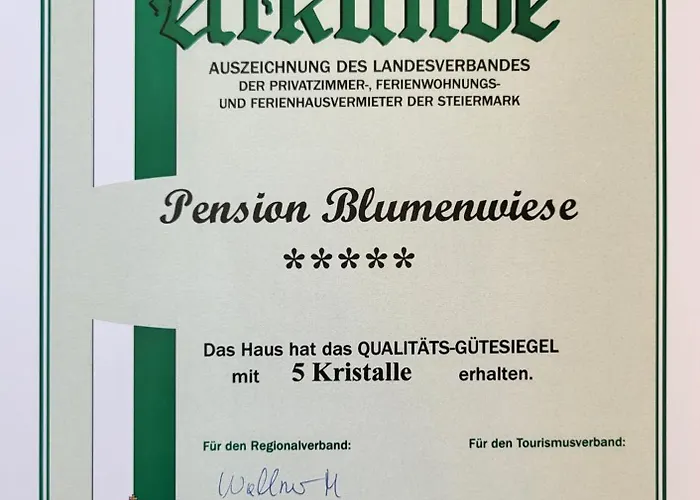 Urkunde
AUSZEICHNUNG DES LANDESVERBANDES
DER PRIVATZIMMER-, FERIENWOHNUNGS-
UND FERIENHAUSVERMIETER DER STEIERMARK
Pension Blumenwiese
*****
Das Haus hat das QUALITÄTS-GÜTESIEGEL
mit 5 Kristalle erhalten.
Für den Regionalverband: Für den Tourismusverband:
Wallner M